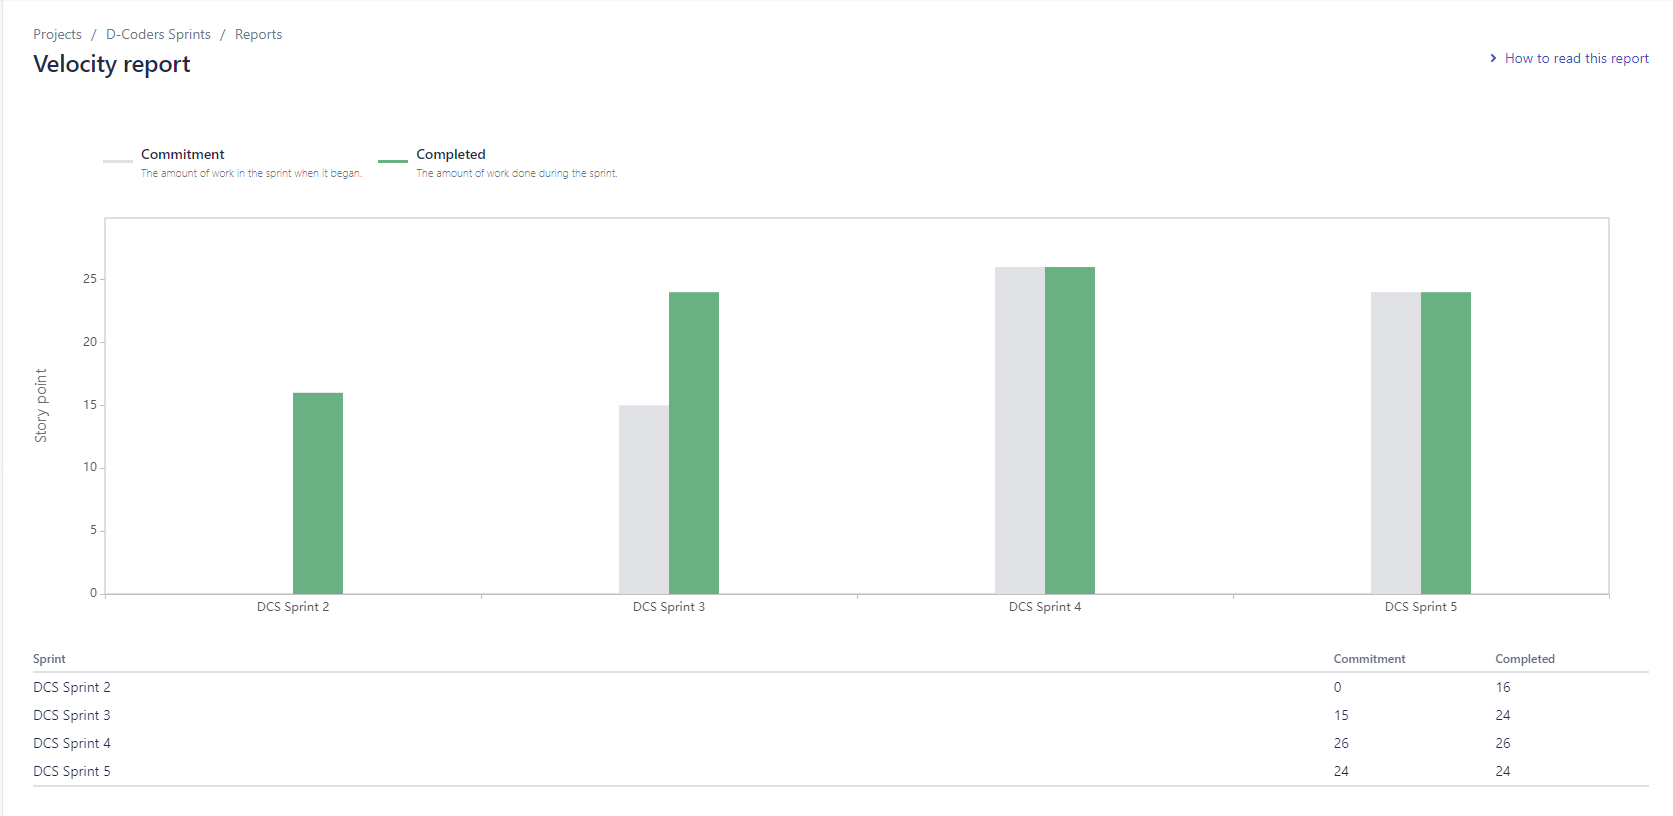 Projects / D-Coders Sprints / Reports
Velocity report
How to read this report
Commitment
The amount of work in the sprint when it began.
Completed
The amount of work done during the sprint.
Story point
25
20
15
10
5
0
DCS Sprint 2 DCS Sprint 3 DCS Sprint 4 DCS Sprint 5
Sprint Commitment Completed
DCS Sprint 2 0 16
DCS Sprint 3 15 24
DCS Sprint 4 26 26
DCS Sprint 5 24 24